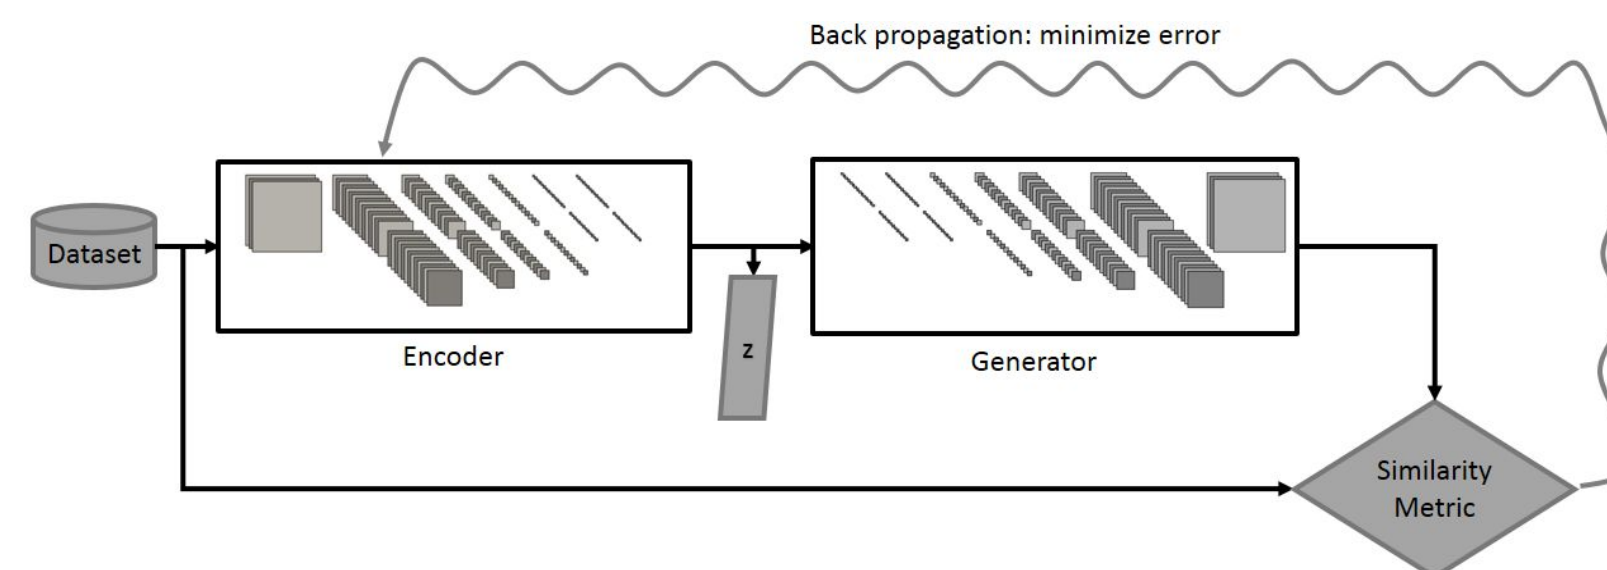 Back propagation: minimize error
Dataset
Encoder
z
Generator
Similarity
Metric